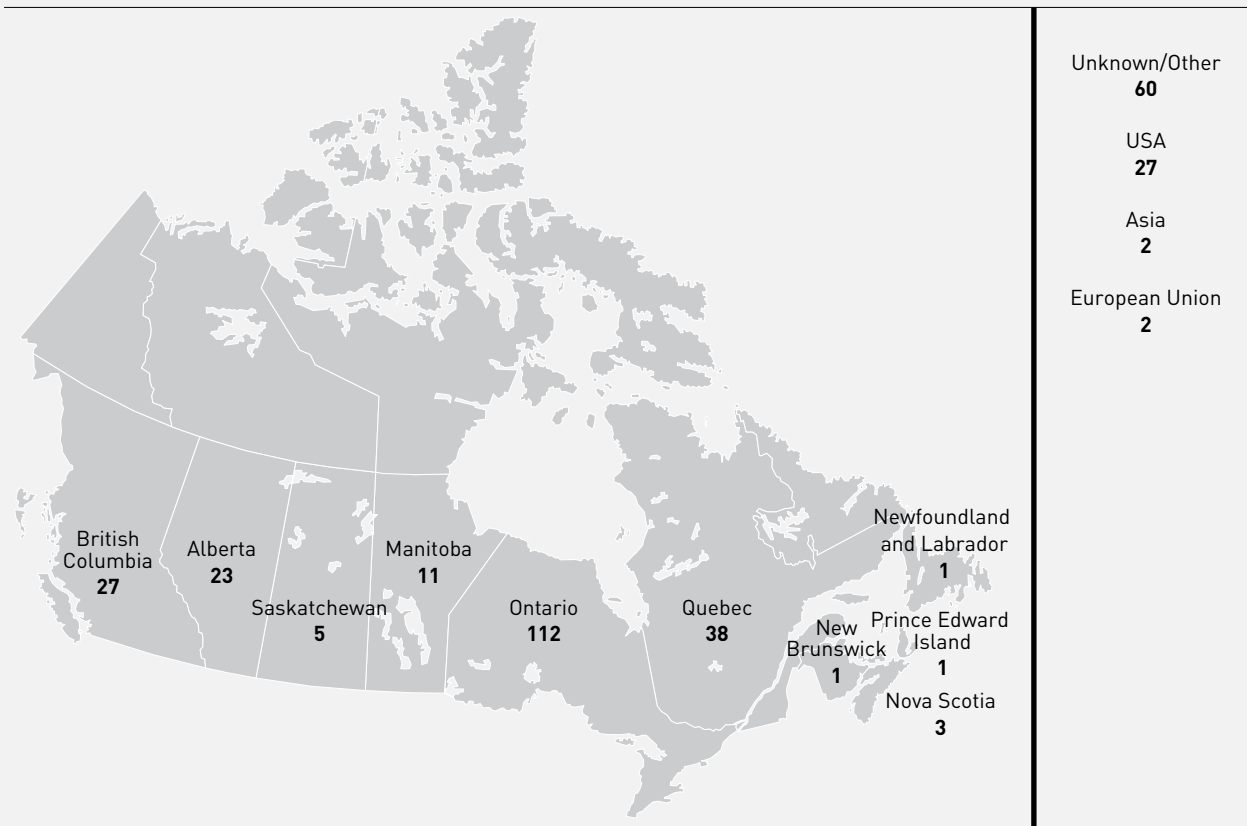 Unknown/Other
60
USA
27
Asia
2
European Union
2
British
Columbia
27
Alberta
23
Saskatchewan
5
Manitoba
11
Ontario
112
Quebec
38
Newfoundland
and Labrador
1
New
Brunswick
1
Prince Edward
Island
1
Nova Scotia
3